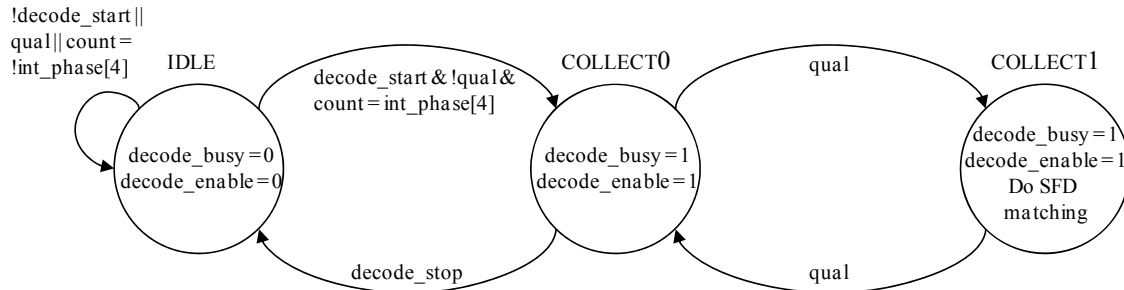 !decode_start ||
qual || count =
!int_phase[4]
IDLE
decode_start & !qual &
count = int_phase[4]
COLLECT0
qual
COLLECT1
decode_busy = 0
decode_enable = 0
decode_busy = 1
decode_enable = 1
decode_busy = 1
decode_enable = 1
Do SFD
matching
decode_stop
qual